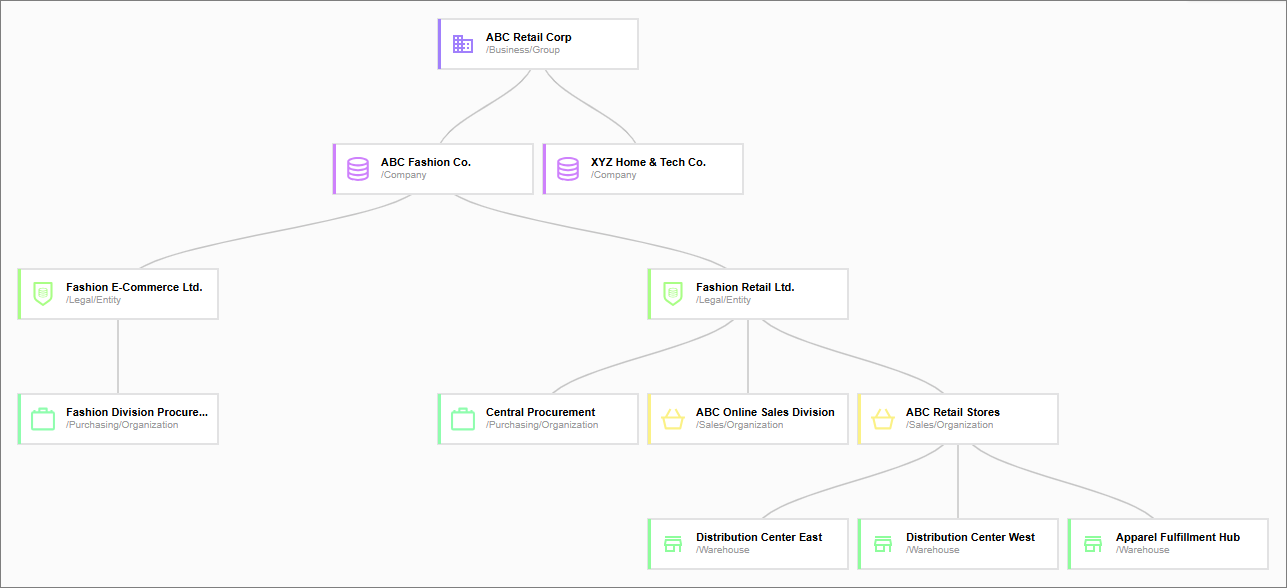 ABC Retail Corp
/Business/Group
ABC Fashion Co.
/Company
XYZ Home & Tech Co.
/Company
Fashion E-Commerce Ltd.
/Legal/Entity
Fashion Retail Ltd.
/Legal/Entity
Fashion Division Procure...
/Purchasing/Organization
Central Procurement
/Purchasing/Organization
ABC Online Sales Division
/Sales/Organization
ABC Retail Stores
/Sales/Organization
Distribution Center East
/Warehouse
Distribution Center West
/Warehouse
Apparel Fulfillment Hub
/Warehouse